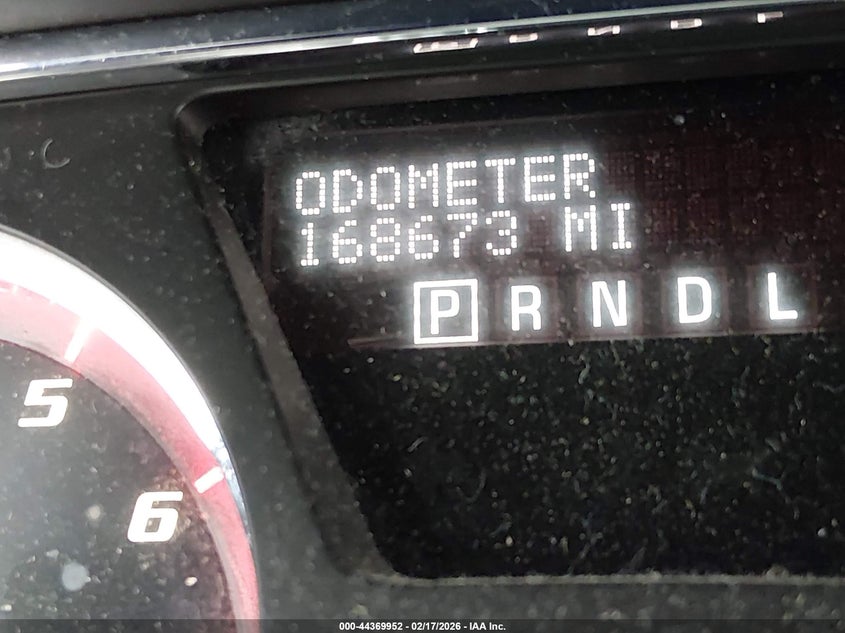 ODOMETER
168673 MI
P R N D L
5
6
000-44369952 - 02/17/2026 - IAA Inc.